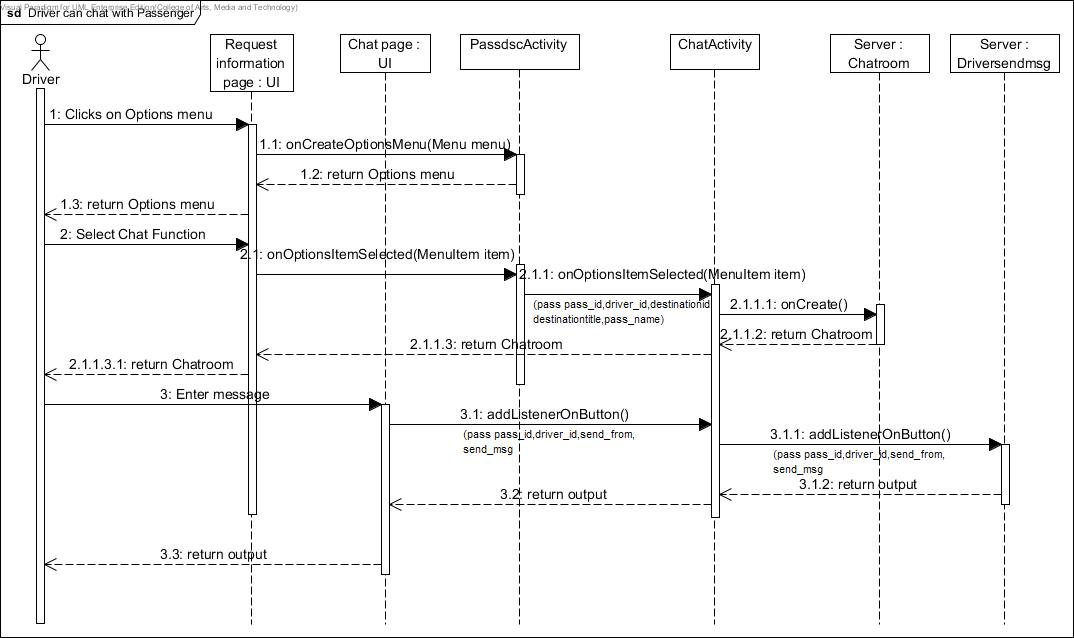 Visual Paradigm for UML Enterprise Edition(College of Arts, Media and Technology)
sd Driver can chat with Passenger
Driver
Request
information
page : UI
Chat page :
UI
PassdscActivity
ChatActivity
Server :
Chatroom
Server :
Driversendmsg
1: Clicks on Options menu
1.1: onCreateOptionsMenu(Menu menu)
1.2: return Options menu
1.3: return Options menu
2: Select Chat Function
2.1: onOptionsItemSelected(MenuItem item)
2.1.1: onOptionsItemSelected(MenuItem item)
(pass pass_id,driver_id,destinationid
destinationtitle,pass_name)
2.1.1.1: onCreate()
2.1.1.2: return Chatroom
2.1.1.3: return Chatroom
2.1.1.3.1: return Chatroom
3: Enter message
3.1: addListenerOnButton()
(pass pass_id,driver_id,send_from,
send_msg
3.1.1: addListenerOnButton()
(pass pass_id,driver_id,send_from,
send_msg
3.1.2: return output
3.2: return output
3.3: return output